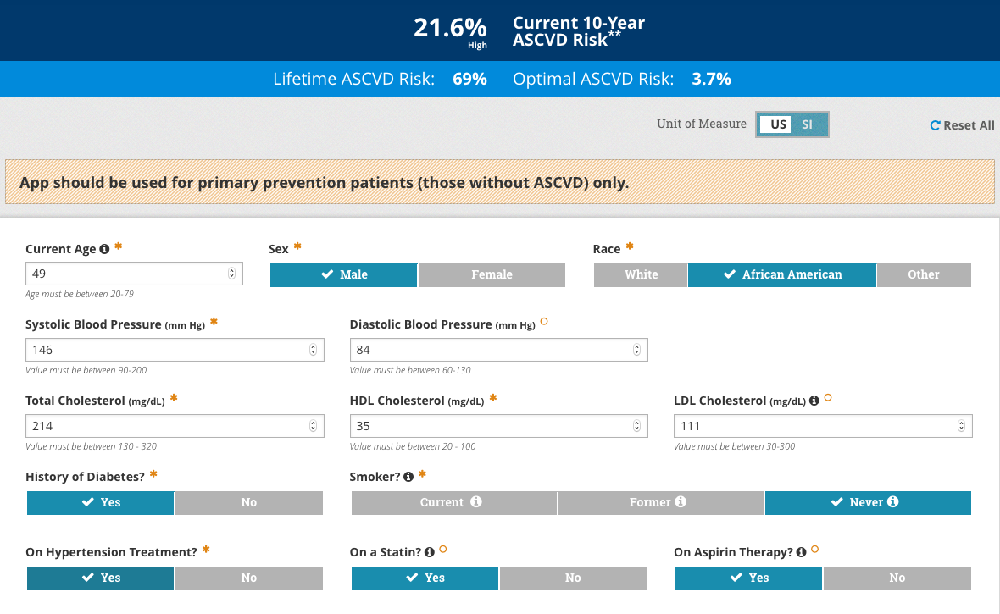 21.6%
High
Current 10-Year
ASCVD Risk**
Lifetime ASCVD Risk: 69% Optimal ASCVD Risk: 3.7%
Unit of Measure US SI Reset All
App should be used for primary prevention patients (those without ASCVD) only.
Current Age * Sex * Race *
49 Male Female White African American Other
Age must be between 20-79
Systolic Blood Pressure (mm Hg) * Diastolic Blood Pressure (mm Hg)
146 84
Value must be between 90-200 Value must be between 60-130
Total Cholesterol (mg/dL) * HDL Cholesterol (mg/dL) * LDL Cholesterol (mg/dL)
214 35 111
Value must be between 130 - 320 Value must be between 20 - 100 Value must be between 30-300
History of Diabetes? * Smoker? *
Yes No Current Former Never
On Hypertension Treatment? * On a Statin? On Aspirin Therapy?
Yes No Yes No Yes No